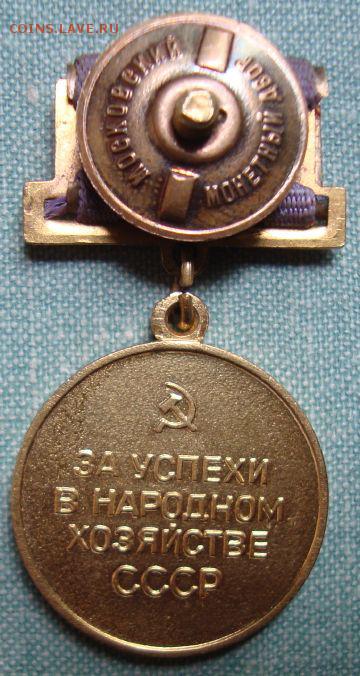 COINS.LAVE.RU
МОСКОВСКИЙ
МОНЕТНЫЙ ДВОР
ЗА УСПЕХИ
В НАРОДНОМ
ХОЗЯЙСТВЕ
СССР